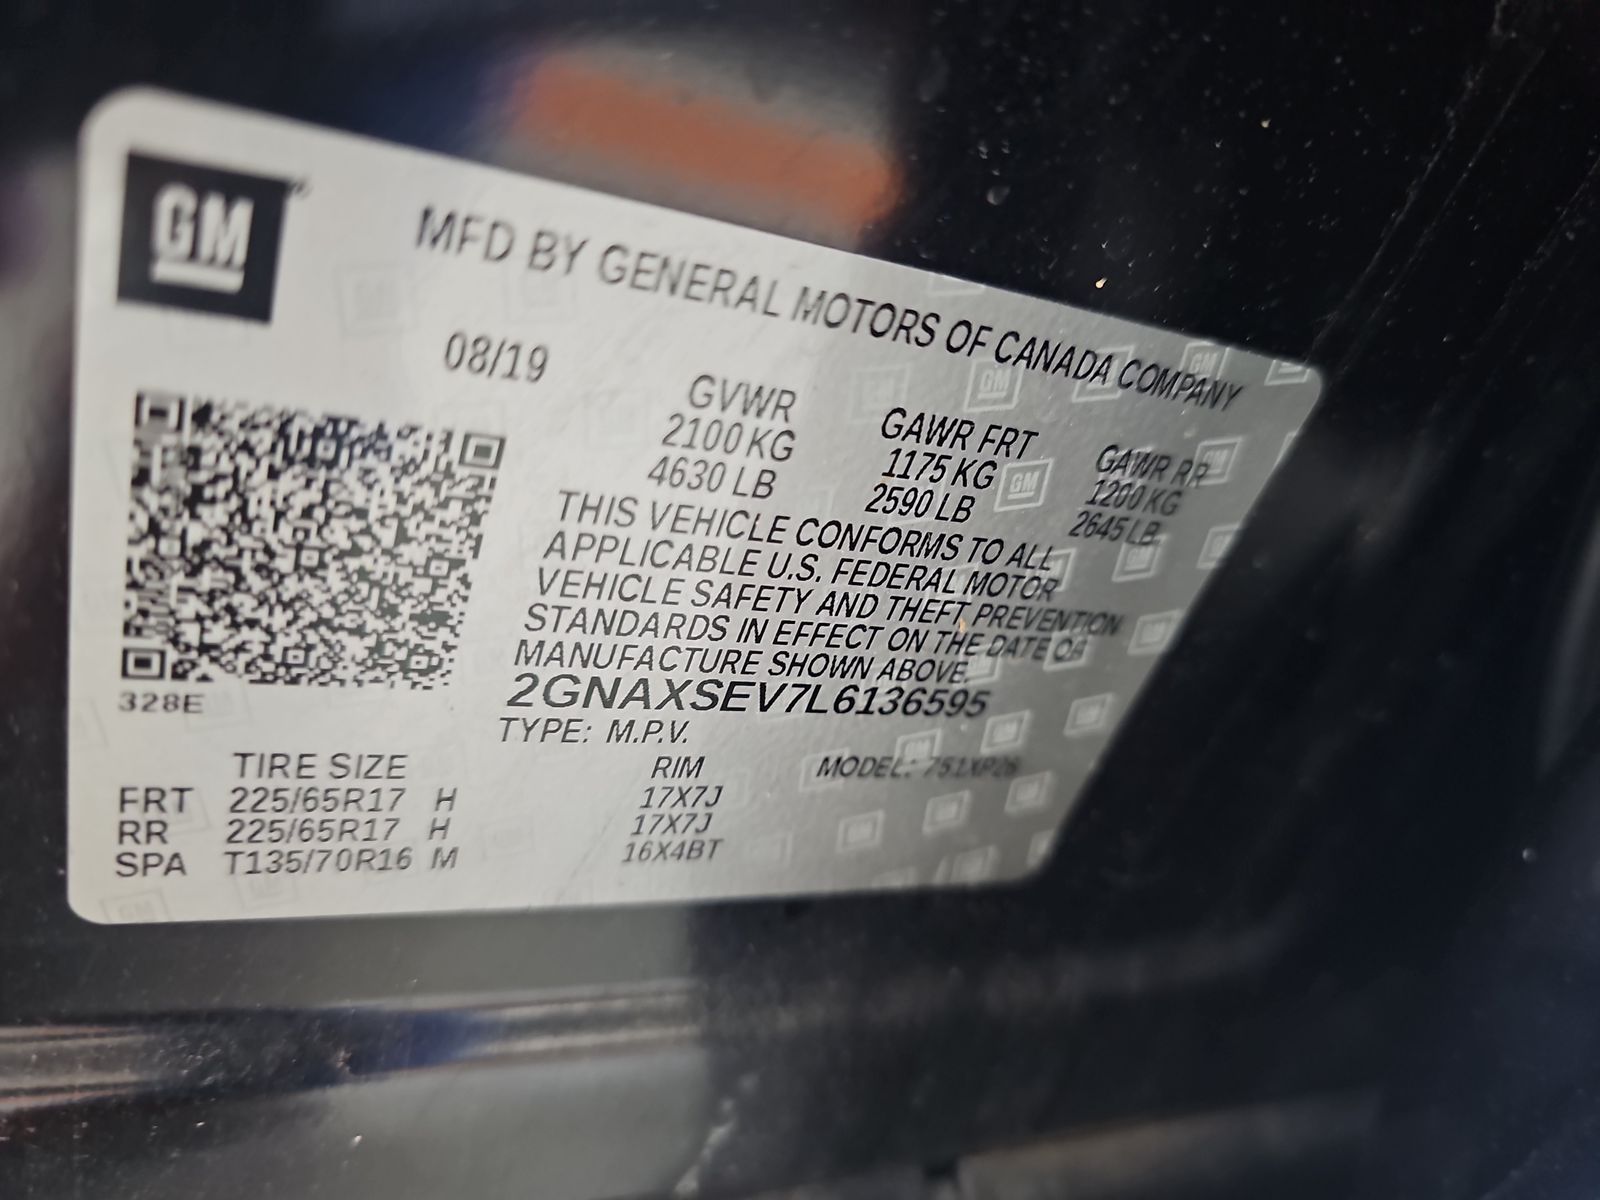 GM
MFD BY GENERAL MOTORS OF CANADA COMPANY
08/19
GVWR GAWR FRT GAWR RR
2100 KG 1175 KG 1200 KG
4630 LB 2590 LB 2645 LB
THIS VEHICLE CONFORMS TO ALL
APPLICABLE U.S. FEDERAL MOTOR
VEHICLE SAFETY AND THEFT PREVENTION
STANDARDS IN EFFECT ON THE DATE OF
MANUFACTURE SHOWN ABOVE.
2GNAXSEV7L6136595
328E
TYPE: M.P.V.
TIRE SIZE RIM MODEL:
FRT 225/65R17 H 17X7J
RR 225/65R17 H 17X7J
SPA T135/70R16 M 16X4BT